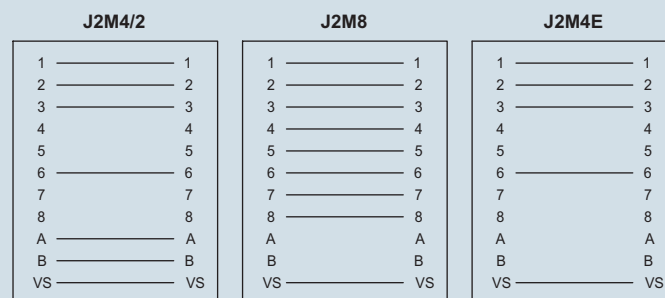 J2M4/2 J2M8 J2M4E
1 1 1 1 1 1
2 2 2 2 2 2
3 3 3 3 3 3
4 4 4 4 4 4
5 5 5 5 5 5
6 6 6 6 6 6
7 7 7 7 7 7
8 8 8 8 8 8
A A A A A A
B B B B B B
VS VS VS VS VS VS